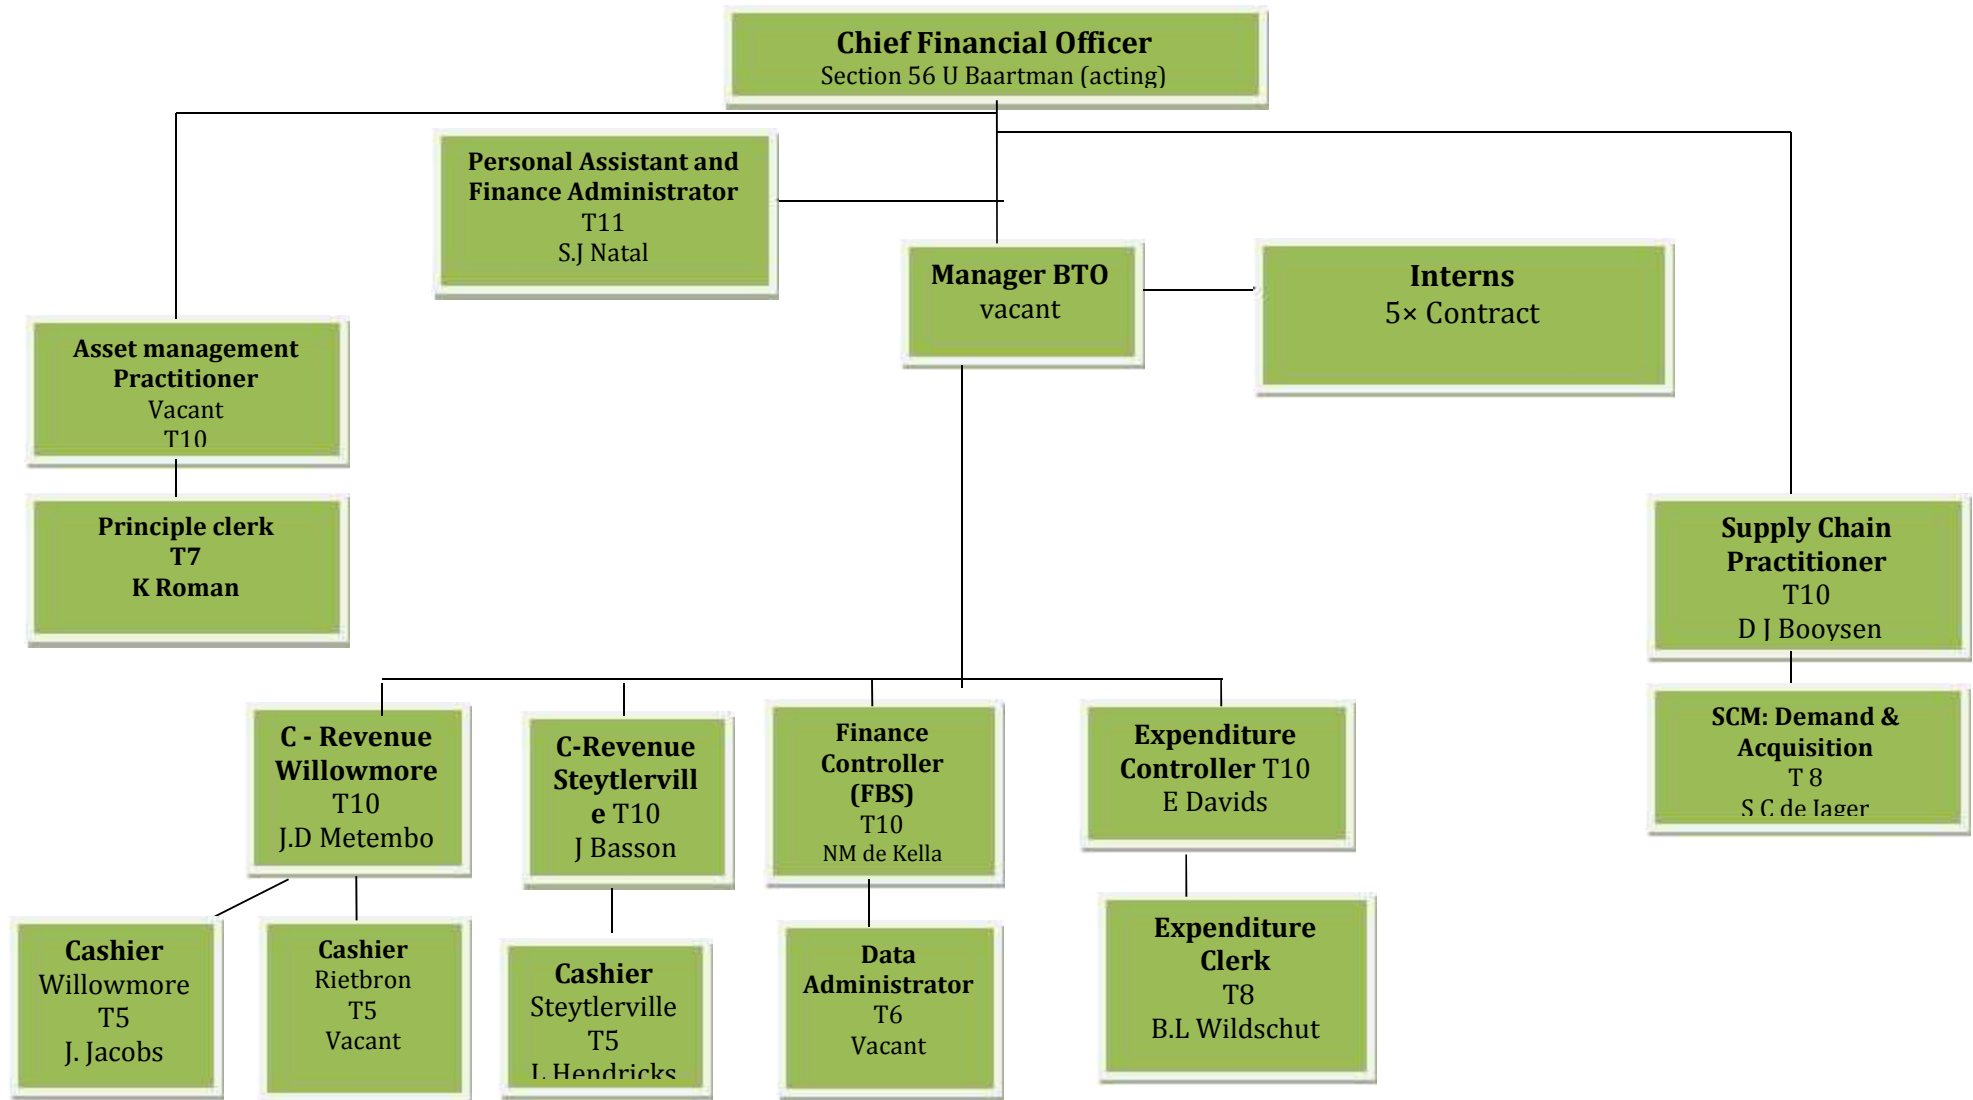 Chief Financial Officer
Section 56 U Baartman (acting)
Personal Assistant and
Finance Administrator
T11
S.J Natal
Manager BTO
vacant
Interns
5× Contract
Asset management
Practitioner
Vacant
T10
Principle clerk
T7
K Roman
Supply Chain
Practitioner
T10
D J Booysen
SCM: Demand &
Acquisition
T 8
S C de Jager
C - Revenue
Willowmore
T10
J.D Metembo
C-Revenue
Steytlervill
e T10
J Basson
Finance
Controller
(FBS)
T10
NM de Kella
Expenditure
Controller T10
E Davids
Cashier
Willowmore
T5
J. Jacobs
Cashier
Rietbron
T5
Vacant
Cashier
Steytlerville
T5
Hendricks
Data
Administrator
T6
Vacant
Expenditure
Clerk
T8
B.L Wildschut